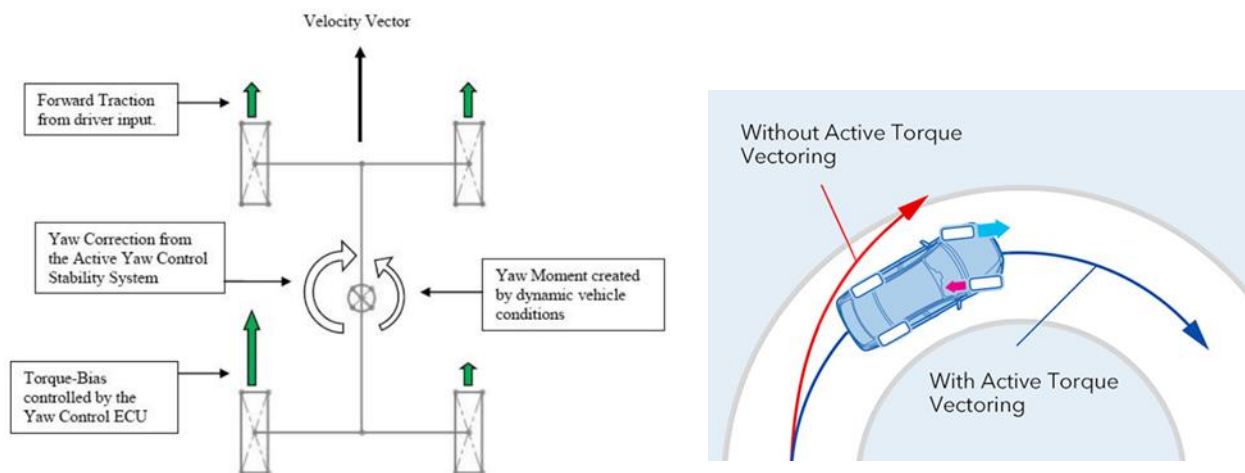 Velocity Vector
Forward Traction
from driver input.
Yaw Correction from
the Active Yaw Control
Stability System
Yaw Moment created
by dynamic vehicle
conditions
Torque-Bias
controlled by the
Yaw Control ECU
Without Active Torque
Vectoring
With Active Torque
Vectoring